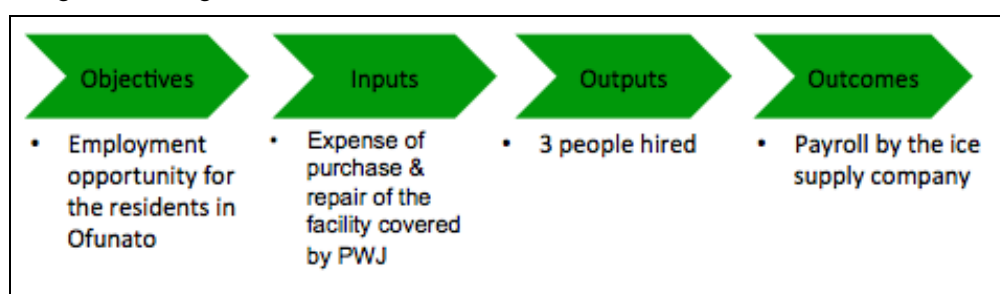 Objectives
Inputs
Outputs
Outcomes
• Employment
opportunity for
the residents in
Ofunato
• Expense of
purchase &
repair of the
facility covered
by PWJ
• 3 people hired
• Payroll by the ice
supply company